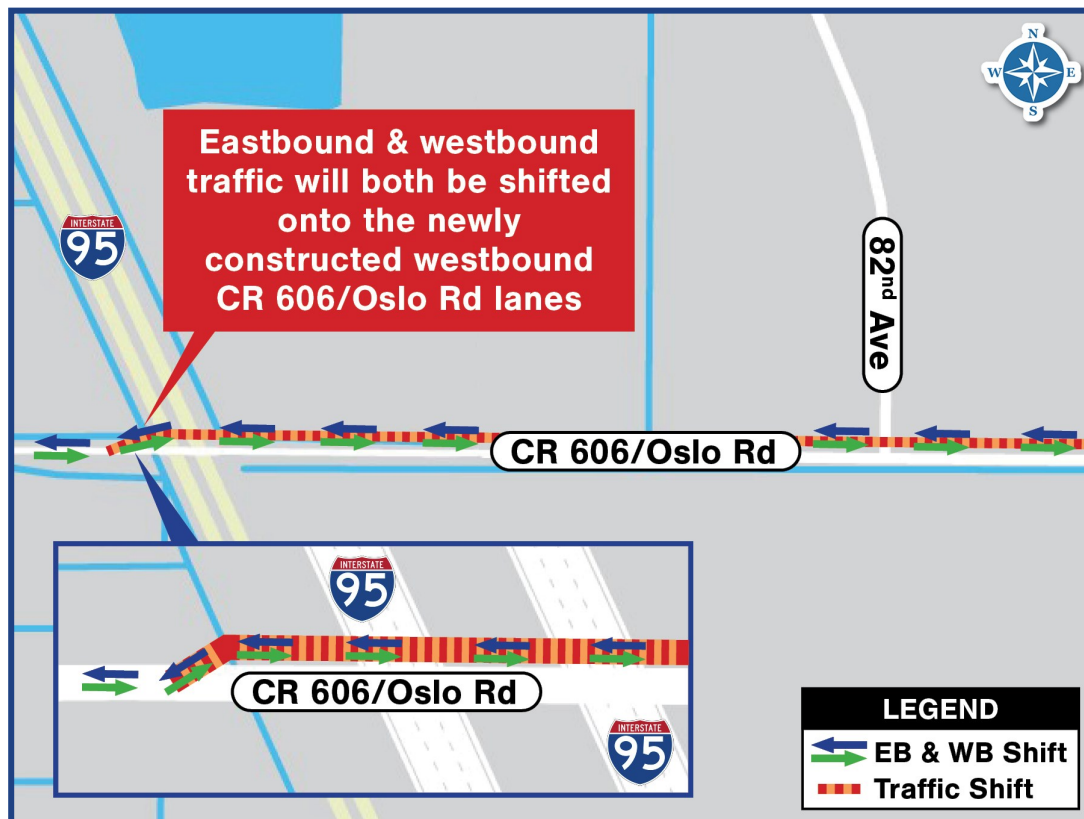 N
W E
S
Eastbound & westbound
traffic will both be shifted
onto the newly
constructed westbound
CR 606/Oslo Rd lanes
INTERSTATE
95
82nd Ave
CR 606/Oslo Rd
INTERSTATE
95
CR 606/Oslo Rd
INTERSTATE
95
LEGEND
EB & WB Shift
Traffic Shift